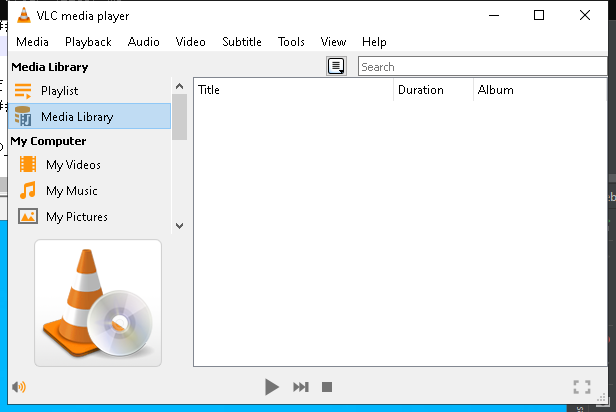 VLC media player
Media Playback Audio Video Subtitle Tools View Help
Media Library
Search
Playlist
Title Duration Album
Media Library
My Computer
My Videos
My Music
My Pictures